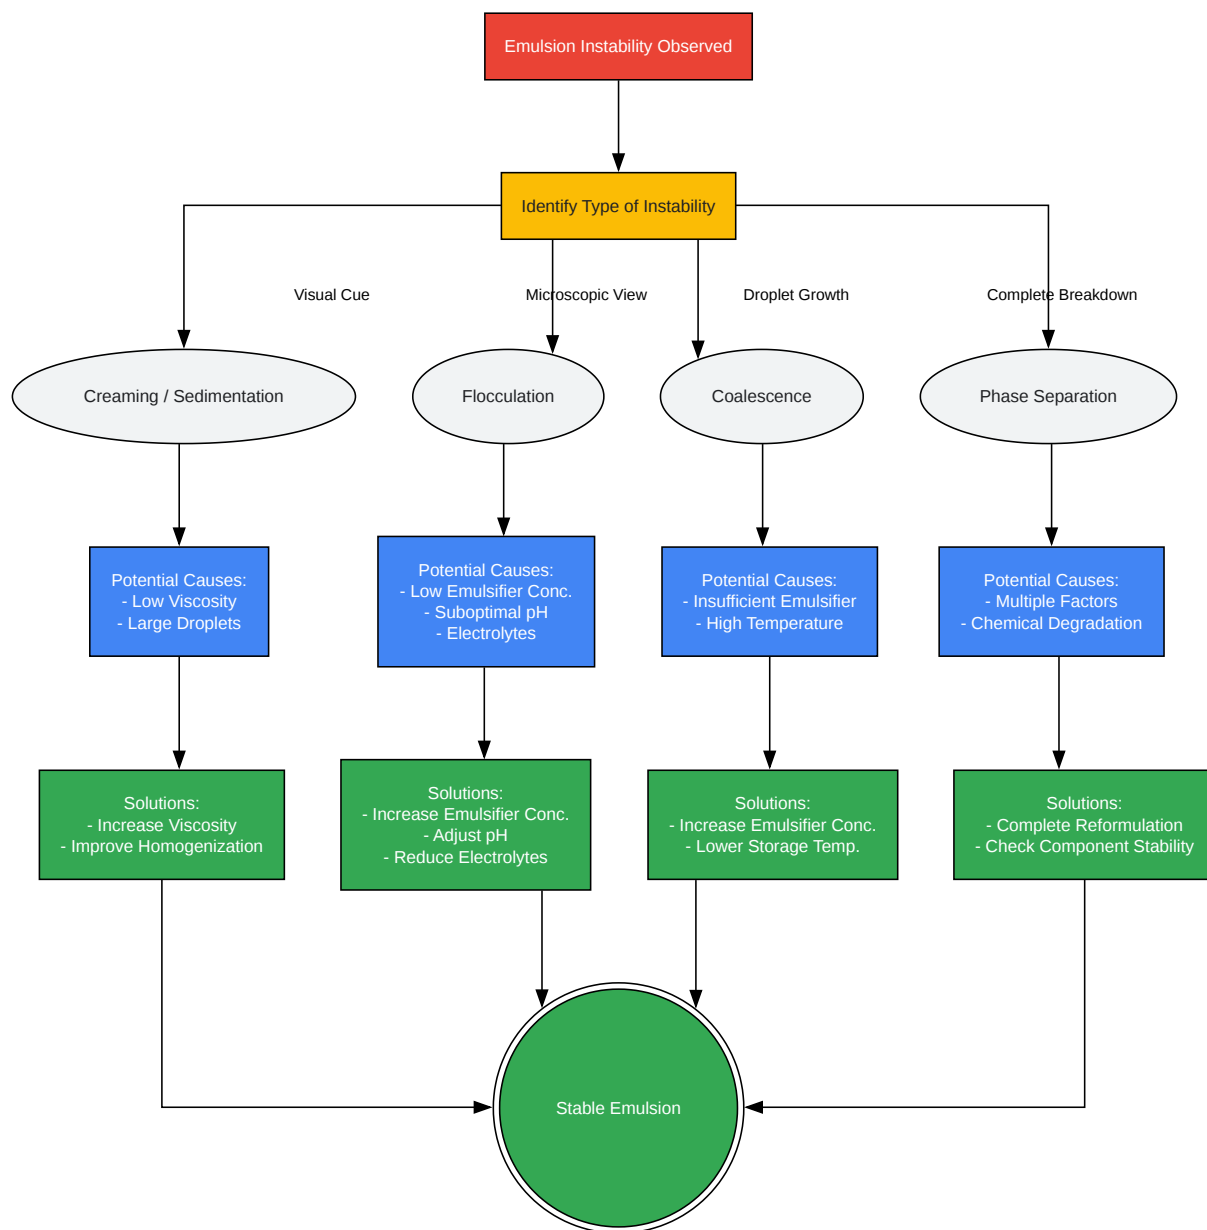 Emulsion Instability Observed
Identify Type of Instability
Visual Cue
Microscopic View
Droplet Growth
Complete Breakdown
Creaming / Sedimentation
Flocculation
Coalescence
Phase Separation
Potential Causes:
- Low Viscosity
- Large Droplets
Potential Causes:
- Low Emulsifier Conc.
- Suboptimal pH
- Electrolytes
Potential Causes:
- Insufficient Emulsifier
- High Temperature
Potential Causes:
- Multiple Factors
- Chemical Degradation
Solutions:
- Increase Viscosity
- Improve Homogenization
Solutions:
- Increase Emulsifier Conc.
- Adjust pH
- Reduce Electrolytes
Solutions:
- Increase Emulsifier Conc.
- Lower Storage Temp.
Solutions:
- Complete Reformulation
- Check Component Stability
Stable Emulsion